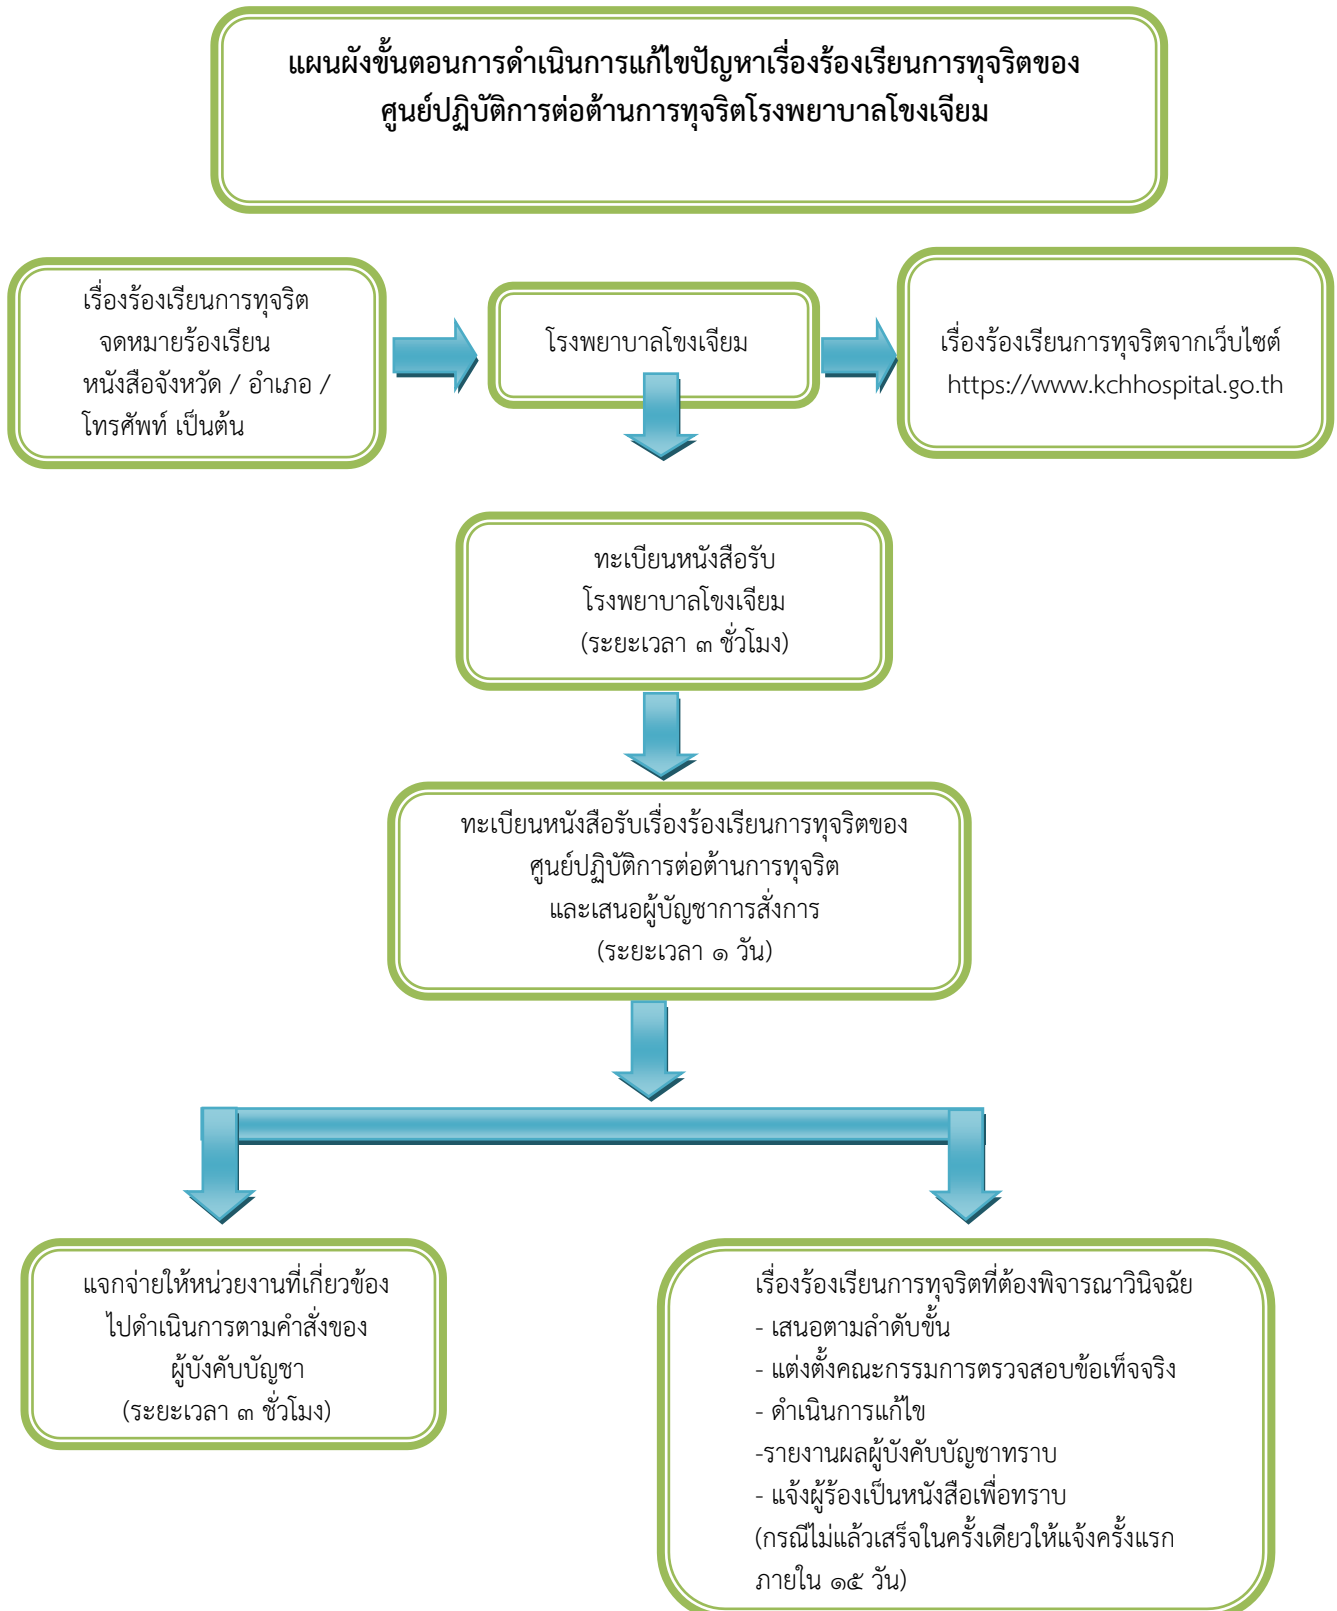 แผนผังขั้นตอนการดำเนินการแก้ไขปัญหาเรื่องร้องเรียนการทุจริตของ
ศูนย์ปฏิบัติการต่อต้านการทุจริตโรงพยาบาลโขงเจียม
เรื่องร้องเรียนการทุจริต
จดหมายร้องเรียน
หนังสือจังหวัด / อำเภอ /
โทรศัพท์ เป็นต้น
โรงพยาบาลโขงเจียม
เรื่องร้องเรียนการทุจริตจากเว็บไซต์
https://www.kchhospital.go.th
ทะเบียนหนังสือรับ
โรงพยาบาลโขงเจียม
(ระยะเวลา ๓ ชั่วโมง)
ทะเบียนหนังสือรับเรื่องร้องเรียนการทุจริตของ
ศูนย์ปฏิบัติการต่อต้านการทุจริต
และเสนอผู้บัญชาการสั่งการ
(ระยะเวลา ๑ วัน)
แจกจ่ายให้หน่วยงานที่เกี่ยวข้อง
ไปดำเนินการตามคำสั่งของ
ผู้บังคับบัญชา
(ระยะเวลา ๓ ชั่วโมง)
เรื่องร้องเรียนการทุจริตที่ต้องพิจารณาวินิจฉัย
- เสนอตามลำดับขั้น
- แต่งตั้งคณะกรรมการตรวจสอบข้อเท็จจริง
- ดำเนินการแก้ไข
-รายงานผลผู้บังคับบัญชาทราบ
- แจ้งผู้ร้องเป็นหนังสือเพื่อทราบ
(กรณีไม่แล้วเสร็จในครั้งเดียวให้แจ้งครั้งแรก
ภายใน ๑๕ วัน)